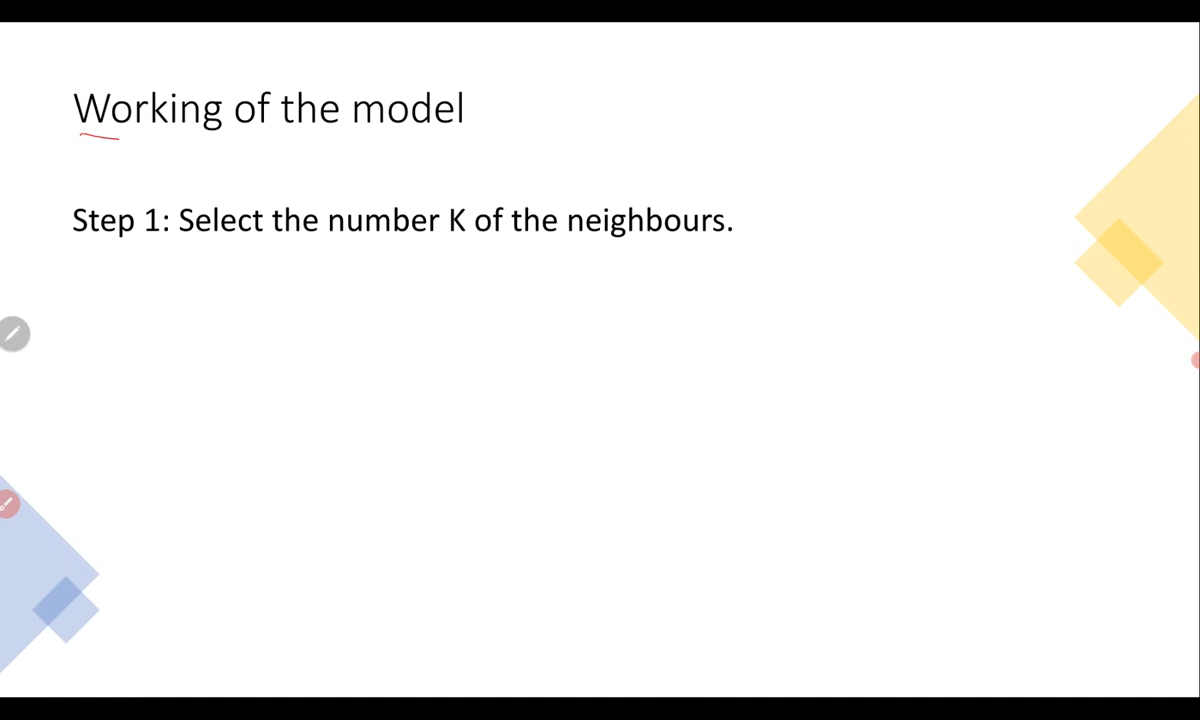 Working of the model
Step 1: Select the number K of the neighbours.